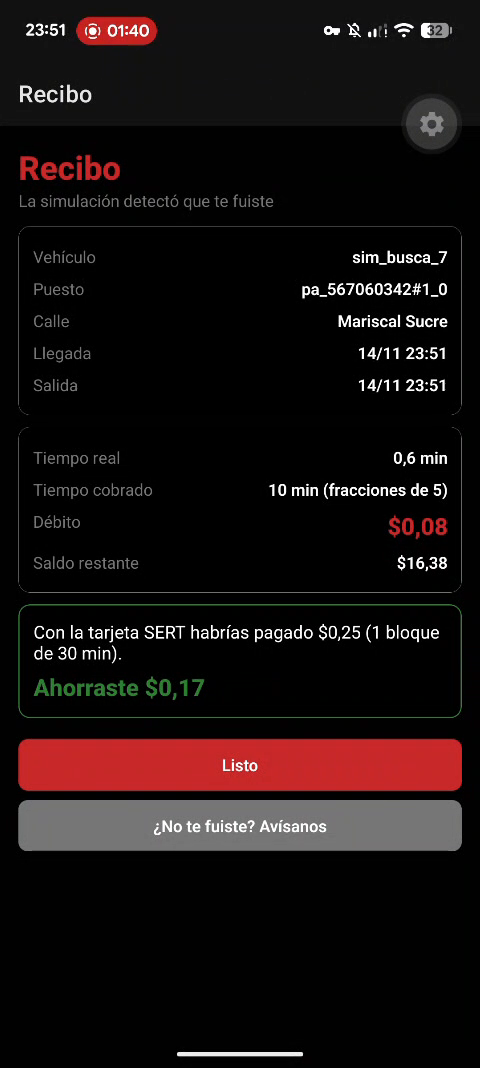 23:51 01:40 32
Recibo
Recibo
La simulación detectó que te fuiste
Vehículo sim_busca_7
Puesto pa_567060342#1_0
Calle Mariscal Sucre
Llegada 14/11 23:51
Salida 14/11 23:51
Tiempo real 0,6 min
Tiempo cobrado 10 min (fracciones de 5)
Débito $0,08
Saldo restante $16,38
Con la tarjeta SERT habrías pagado $0,25 (1 bloque
de 30 min).
Ahorraste $0,17
Listo
¿No te fuiste? Avísanos